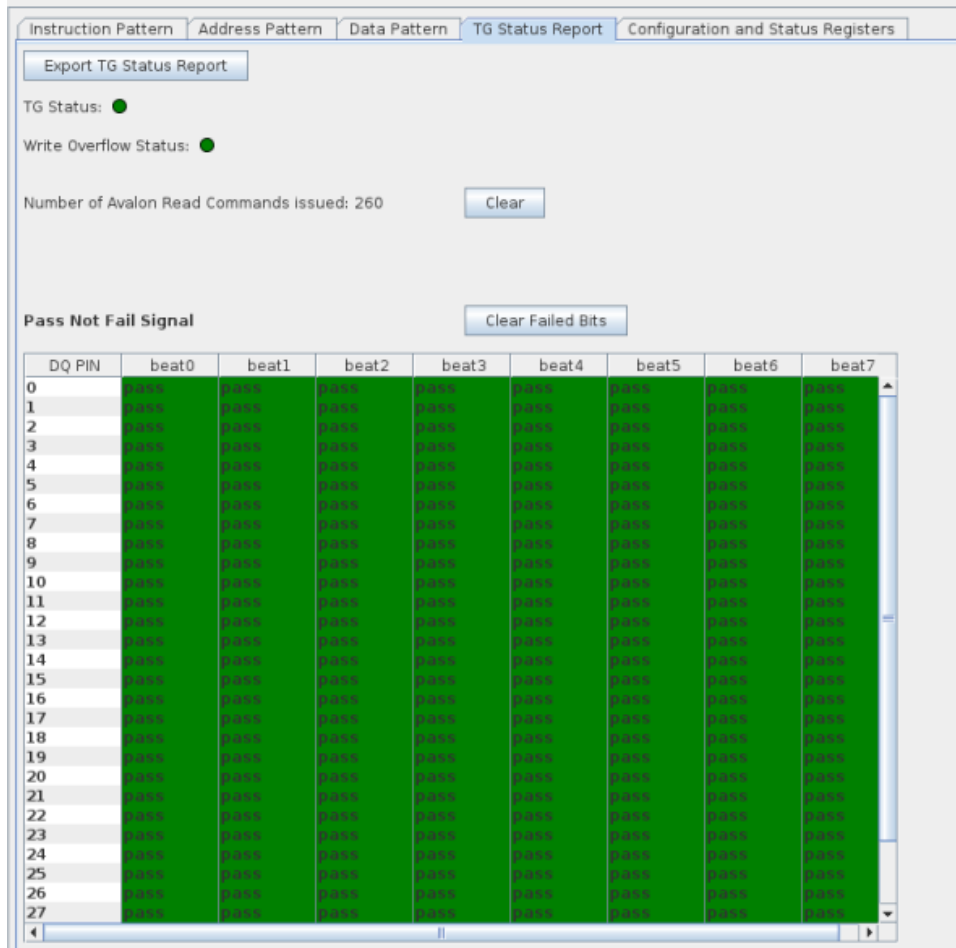 Instruction Pattern Address Pattern Data Pattern TG Status Report Configuration and Status Registers
Export TG Status Report
TG Status:
Write Overflow Status:
Number of Avalon Read Commands issued: 260 Clear
Pass Not Fail Signal Clear Failed Bits
DQ PIN beat0 beat1 beat2 beat3 beat4 beat5 beat6 beat7
0 pass pass pass pass pass pass pass pass
1 pass pass pass pass pass pass pass pass
2 pass pass pass pass pass pass pass pass
3 pass pass pass pass pass pass pass pass
4 pass pass pass pass pass pass pass pass
5 pass pass pass pass pass pass pass pass
6 pass pass pass pass pass pass pass pass
7 pass pass pass pass pass pass pass pass
8 pass pass pass pass pass pass pass pass
9 pass pass pass pass pass pass pass pass
10 pass pass pass pass pass pass pass pass
11 pass pass pass pass pass pass pass pass
12 pass pass pass pass pass pass pass pass
13 pass pass pass pass pass pass pass pass
14 pass pass pass pass pass pass pass pass
15 pass pass pass pass pass pass pass pass
16 pass pass pass pass pass pass pass pass
17 pass pass pass pass pass pass pass pass
18 pass pass pass pass pass pass pass pass
19 pass pass pass pass pass pass pass pass
20 pass pass pass pass pass pass pass pass
21 pass pass pass pass pass pass pass pass
22 pass pass pass pass pass pass pass pass
23 pass pass pass pass pass pass pass pass
24 pass pass pass pass pass pass pass pass
25 pass pass pass pass pass pass pass pass
26 pass pass pass pass pass pass pass pass
27 pass pass pass pass pass pass pass pass